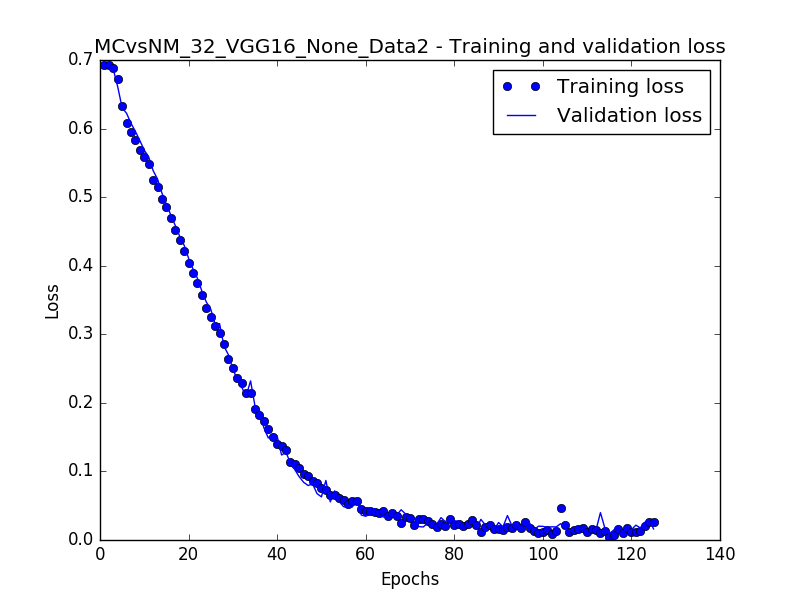 MCvsNM_32_VGG16_None_Data2 - Training and validation loss
Training loss
Validation loss
Loss
0.7
0.6
0.5
0.4
0.3
0.2
0.1
0.0
0 20 40 60 80 100 120 140
Epochs